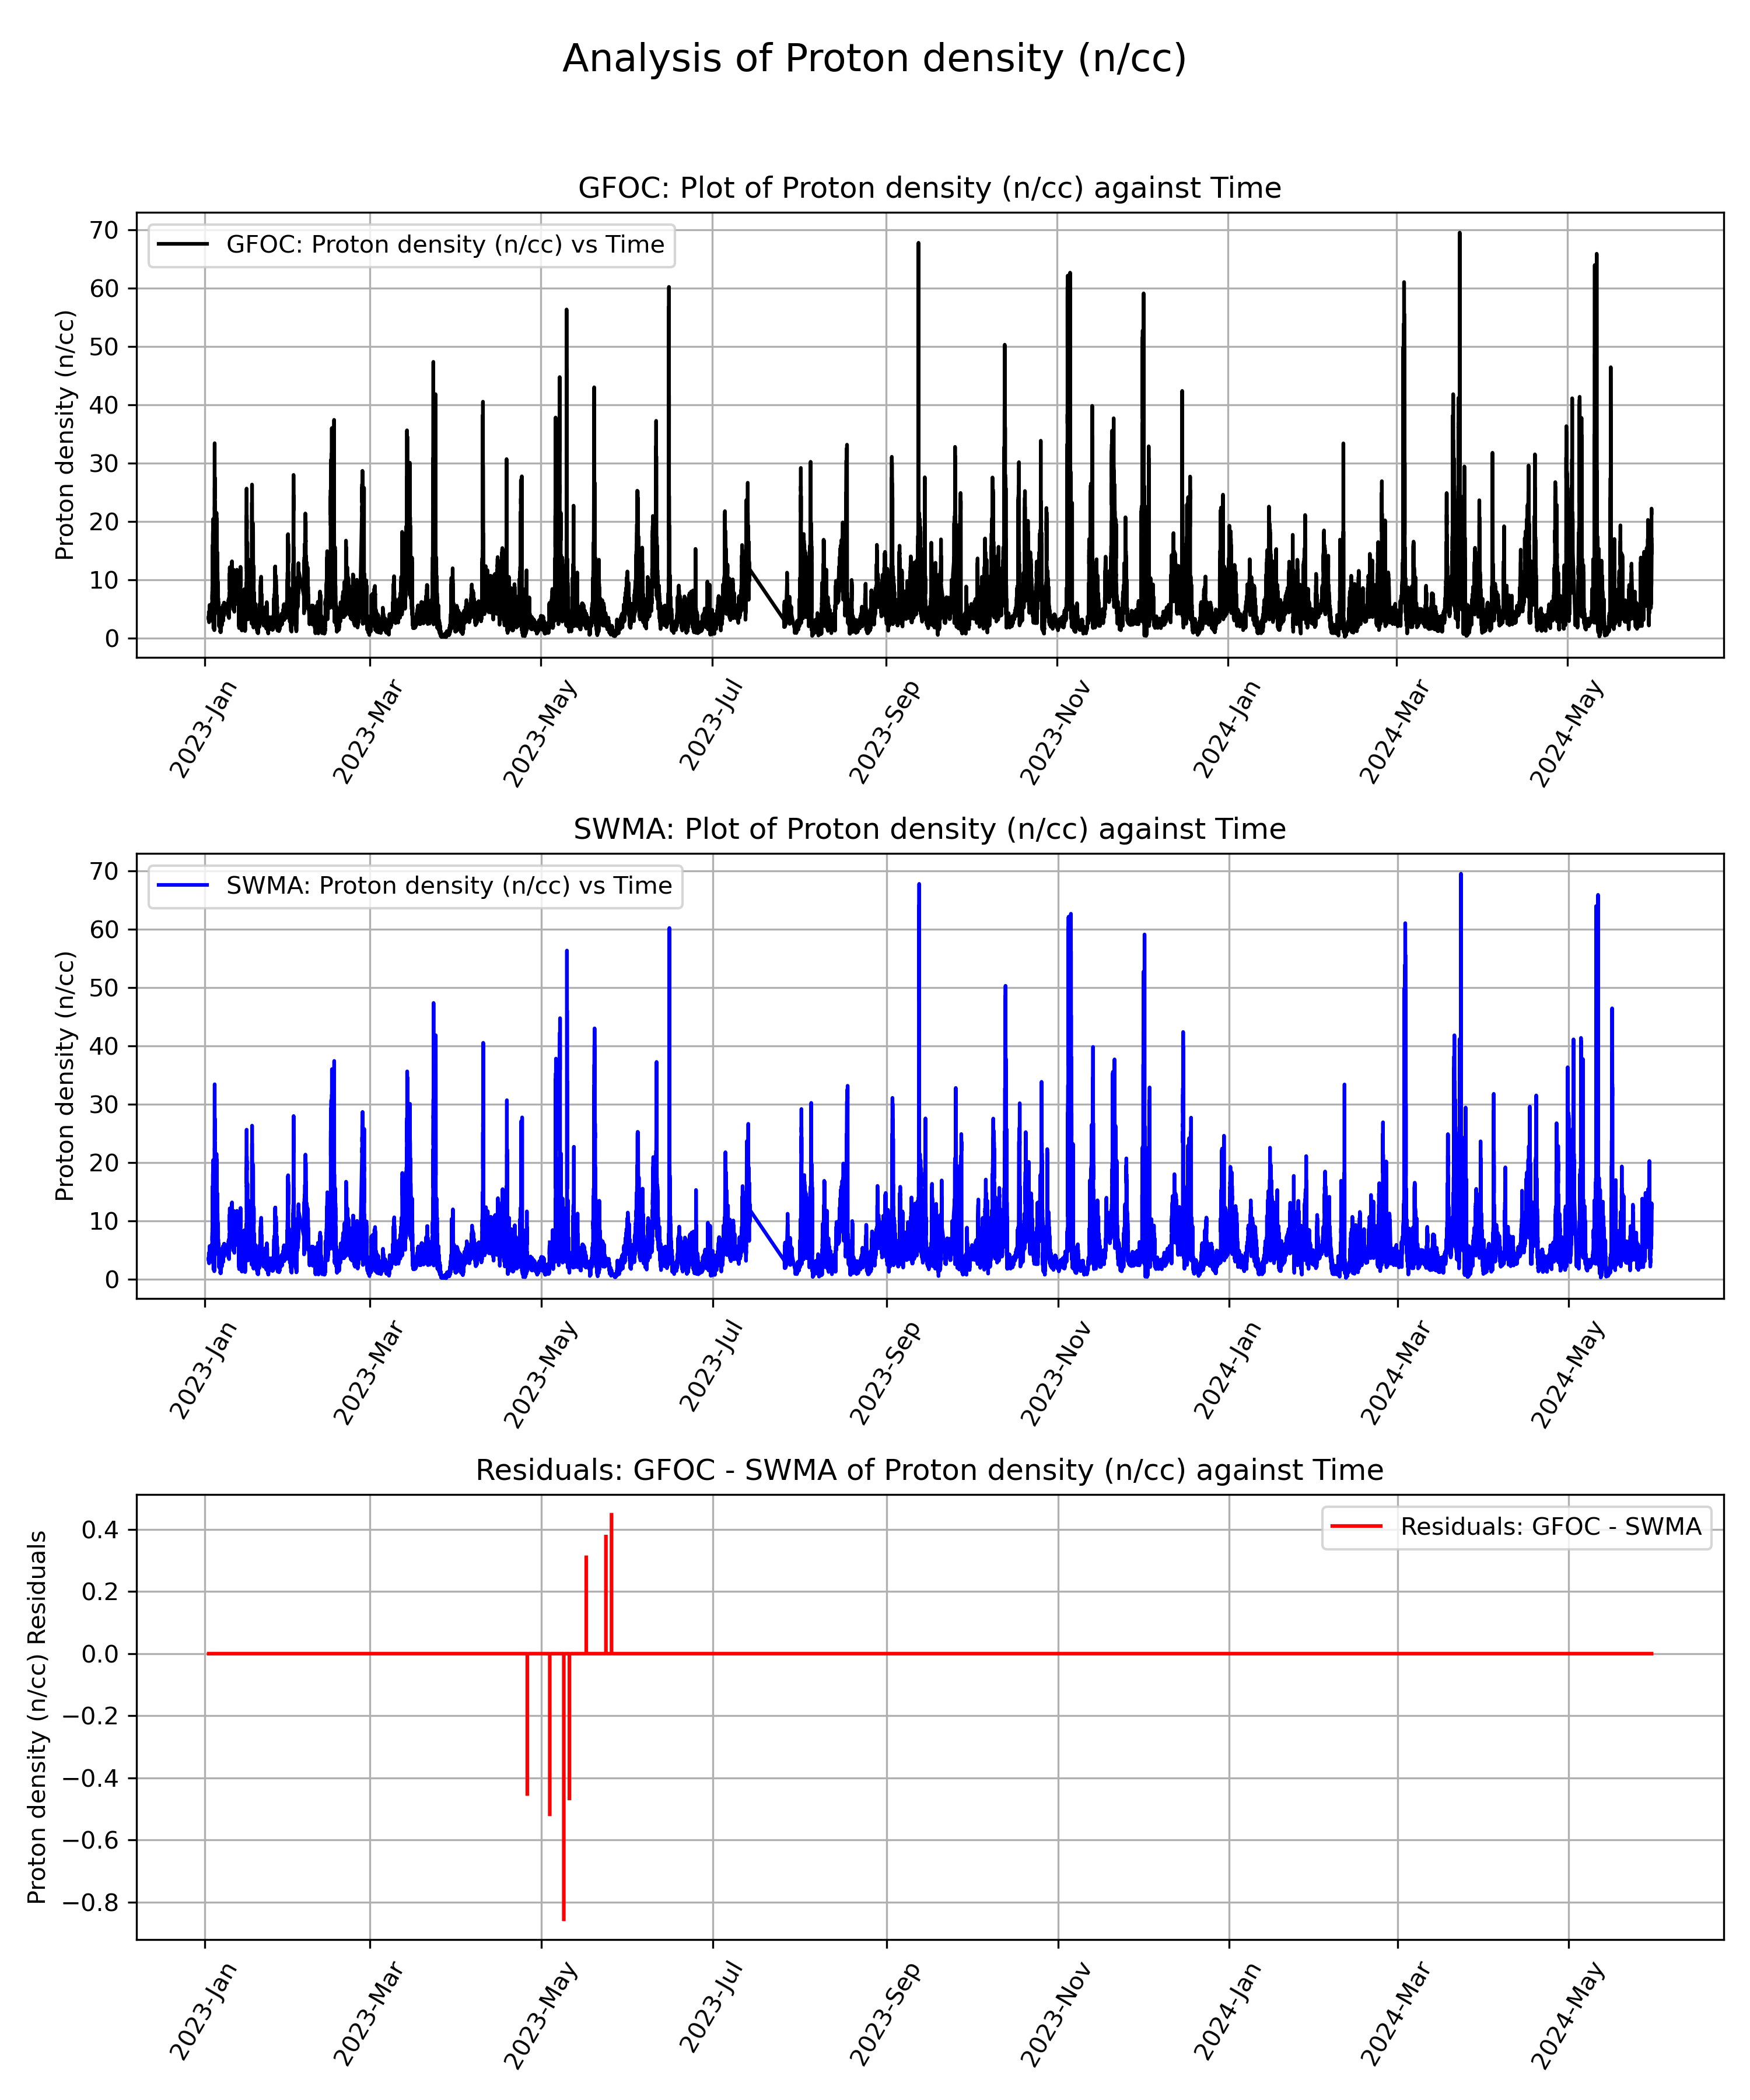 Analysis of Proton density (n/cc)
GFOC: Plot of Proton density (n/cc) against Time
GFOC: Proton density (n/cc) vs Time
Proton density (n/cc)
70
60
50
40
30
20
10
0
2023-Jan
2023-Mar
2023-May
2023-Jul
2023-Sep
2023-Nov
2024-Jan
2024-Mar
2024-May
SWMA: Plot of Proton density (n/cc) against Time
SWMA: Proton density (n/cc) vs Time
Proton density (n/cc)
70
60
50
40
30
20
10
0
2023-Jan
2023-Mar
2023-May
2023-Jul
2023-Sep
2023-Nov
2024-Jan
2024-Mar
2024-May
Residuals: GFOC - SWMA of Proton density (n/cc) against Time
Residuals: GFOC - SWMA
Proton density (n/cc) Residuals
0.4
0.2
0.0
−0.2
−0.4
−0.6
−0.8
2023-Jan
2023-Mar
2023-May
2023-Jul
2023-Sep
2023-Nov
2024-Jan
2024-Mar
2024-May